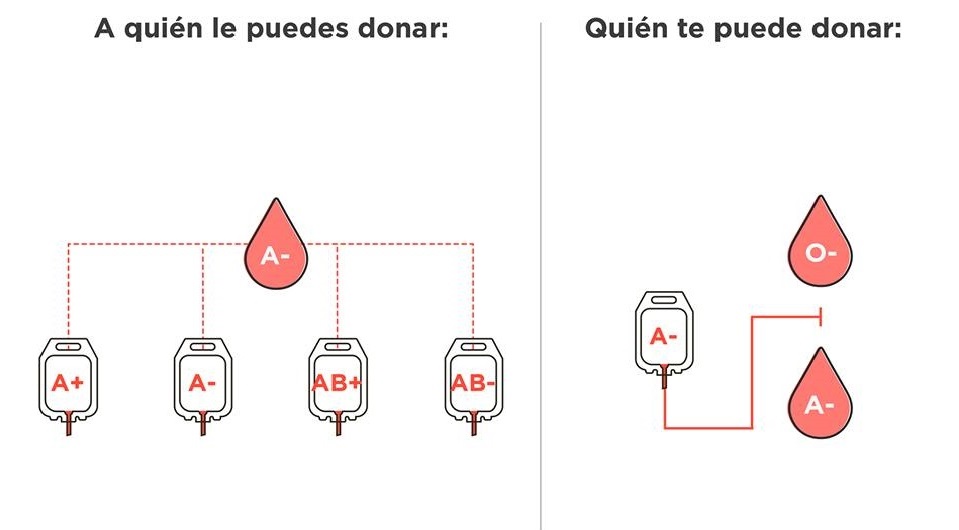 A quién le puedes donar:
A-
A+
A-
AB+
AB-
Quién te puede donar:
O-
A-
A-